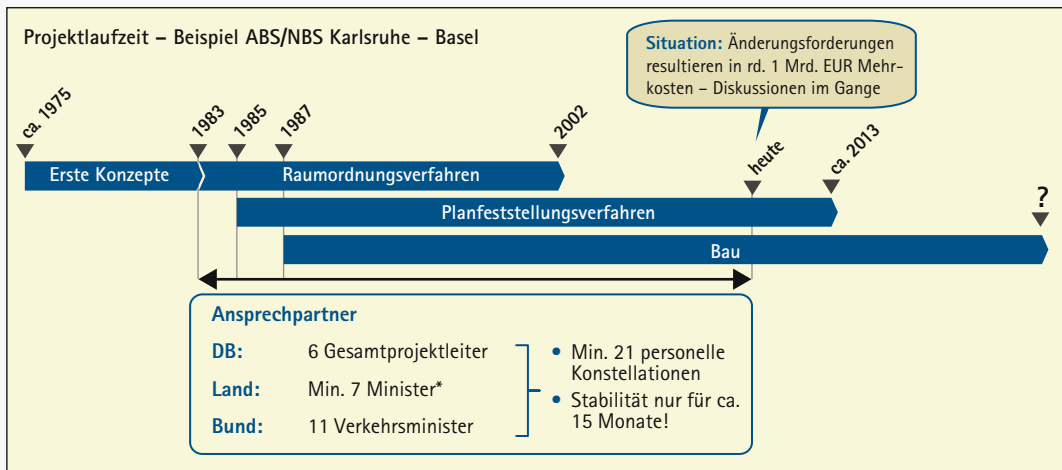 Projektlaufzeit – Beispiel ABS/NBS Karlsruhe – Basel
Situation: Änderungsforderungen
resultieren in rd. 1 Mrd. EUR Mehr-
kosten – Diskussionen im Gange
ca. 1975
1983
1985
1987
2002
heute
ca. 2013
?
Erste Konzepte
Raumordnungsverfahren
Planfeststellungsverfahren
Bau
Ansprechpartner
DB: 6 Gesamtprojektleiter
Land: Min. 7 Minister*
Bund: 11 Verkehrsminister
• Min. 21 personelle
Konstellationen
• Stabilität nur für ca.
15 Monate!